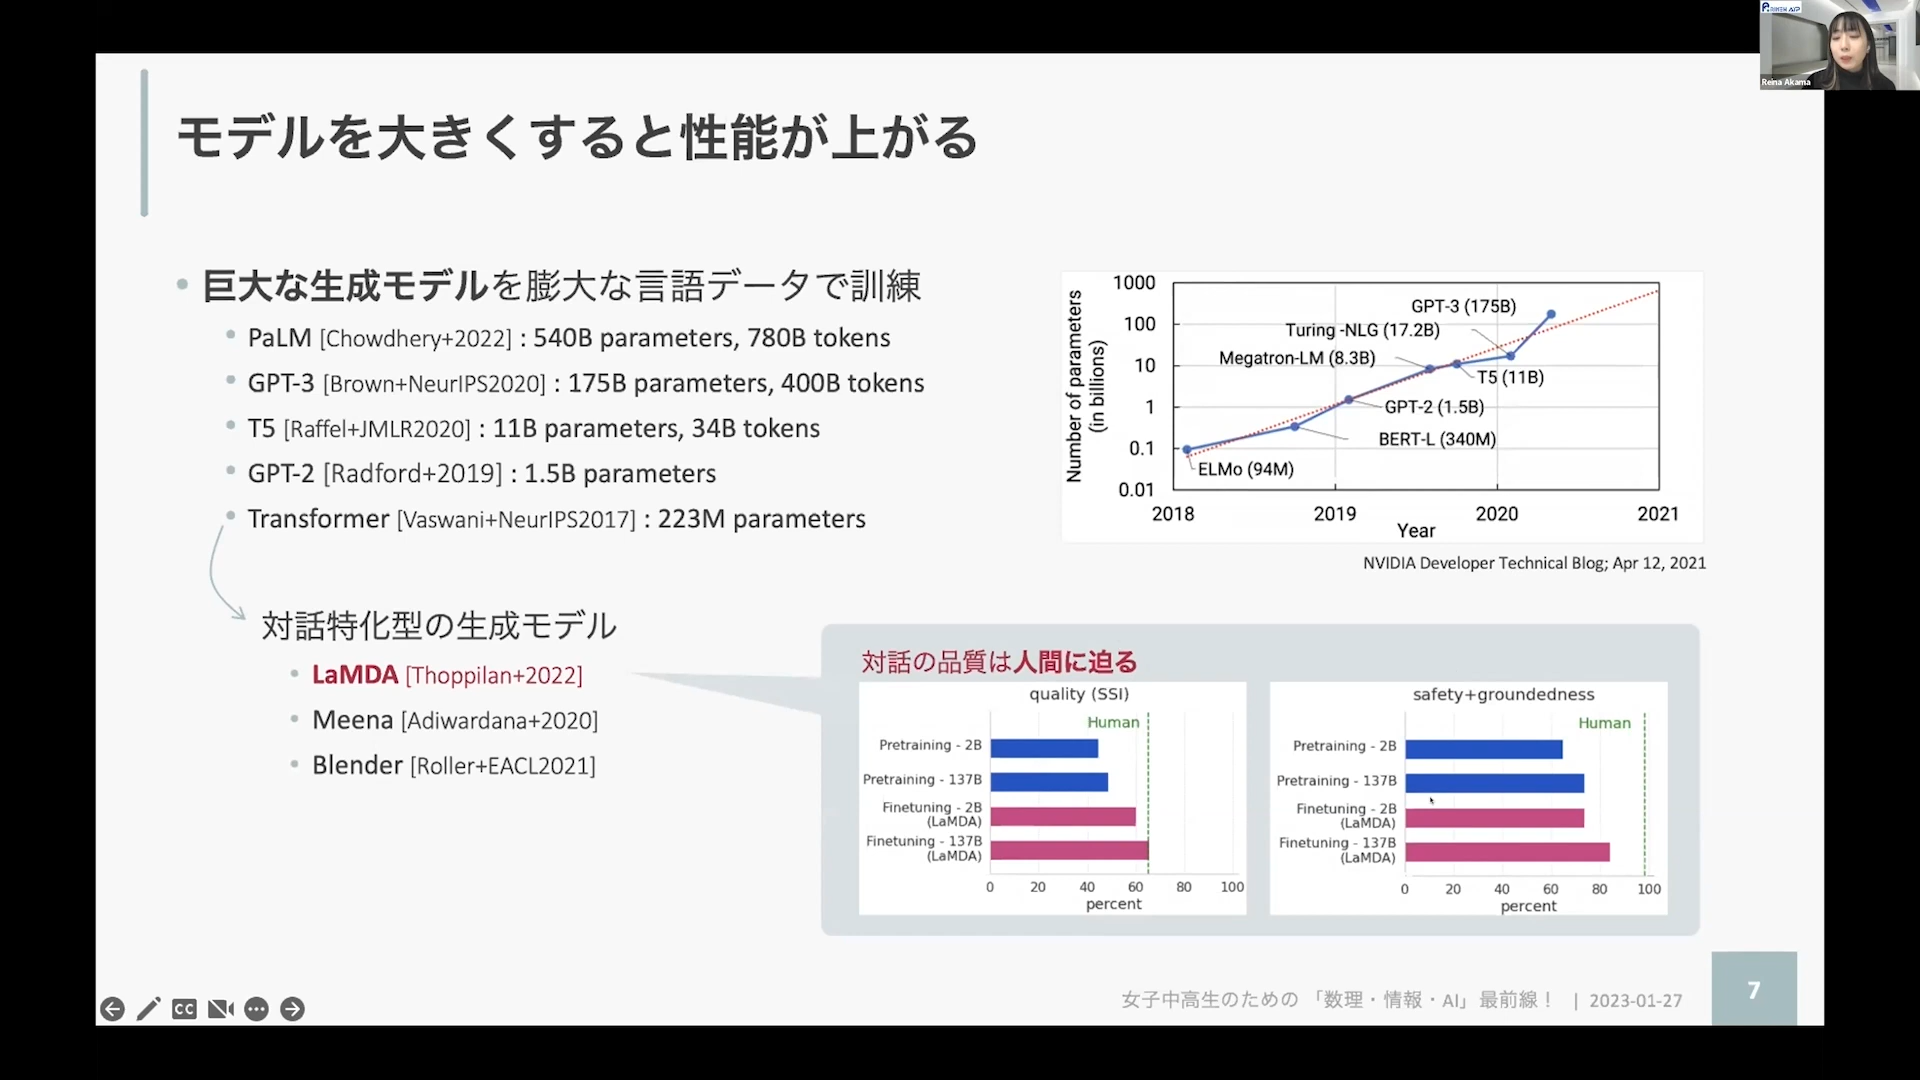 RIKEN AIP
Reina Akama
モデルを大きくすると性能が上がる
巨大な生成モデルを膨大な言語データで訓練
PaLM [Chowdhery+2022] : 540B parameters, 780B tokens
GPT-3 [Brown+NeurIPS2020] : 175B parameters, 400B tokens
T5 [Raffel+JMLR2020] : 11B parameters, 34B tokens
GPT-2 [Radford+2019] : 1.5B parameters
Transformer [Vaswani+NeurIPS2017] : 223M parameters
対話特化型の生成モデル
LaMDA [Thoppilan+2022]
Meena [Adiwardana+2020]
Blender [Roller+EACL2021]
Number of parameters
(in billions)
1000
100
10
1
0.1
0.01
GPT-3 (175B)
Turing -NLG (17.2B)
Megatron-LM (8.3B)
T5 (11B)
GPT-2 (1.5B)
BERT-L (340M)
ELMo (94M)
2018 2019 2020 2021
Year
NVIDIA Developer Technical Blog; Apr 12, 2021
対話の品質は人間に迫る
quality (SSI)
Human
Pretraining - 2B
Pretraining - 137B
Finetuning - 2B
(LaMDA)
Finetuning - 137B
(LaMDA)
0 20 40 60 80 100
percent
safety+groundedness
Human
Pretraining - 2B
Pretraining - 137B
Finetuning - 2B
(LaMDA)
Finetuning - 137B
(LaMDA)
0 20 40 60 80 100
percent
CC
女子中高生のための 「数理・情報・AI」最前線！ | 2023-01-27
7